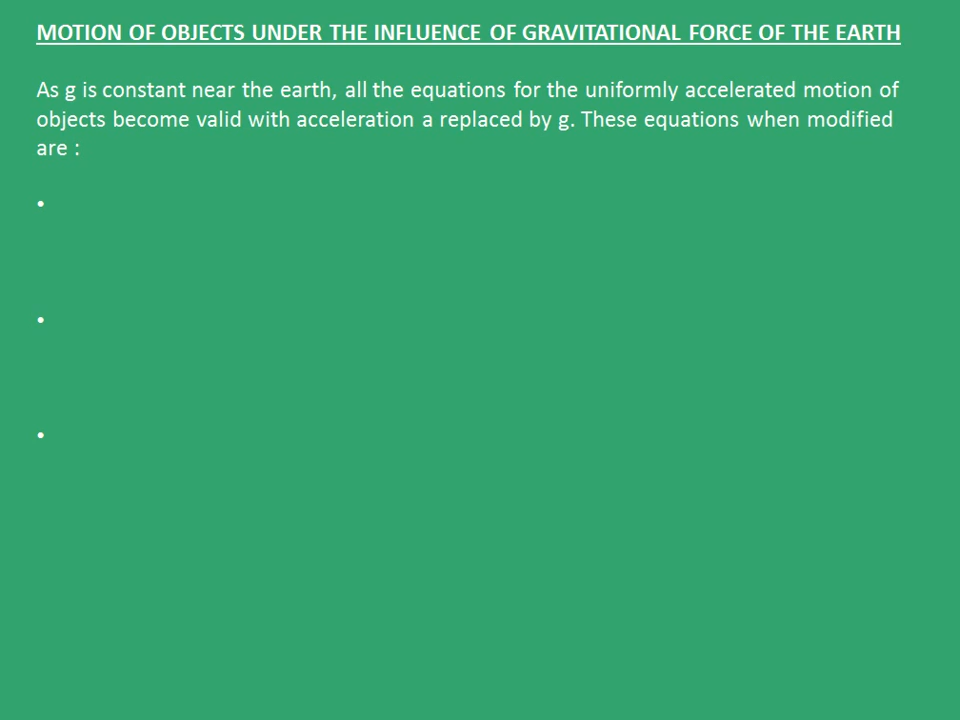 MOTION OF OBJECTS UNDER THE INFLUENCE OF GRAVITATIONAL FORCE OF THE EARTH
As g is constant near the earth, all the equations for the uniformly accelerated motion of
objects become valid with acceleration a replaced by g. These equations when modified
are :
•
•
•